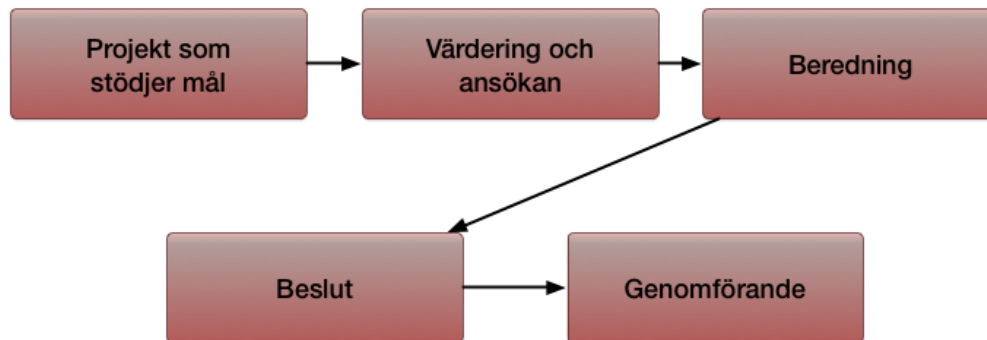 Projekt som
stödjer mål
Värdering och
ansökan
Beredning
Beslut
Genomförande